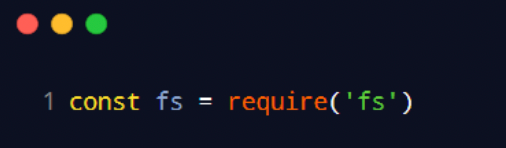 1 const fs = require('fs')